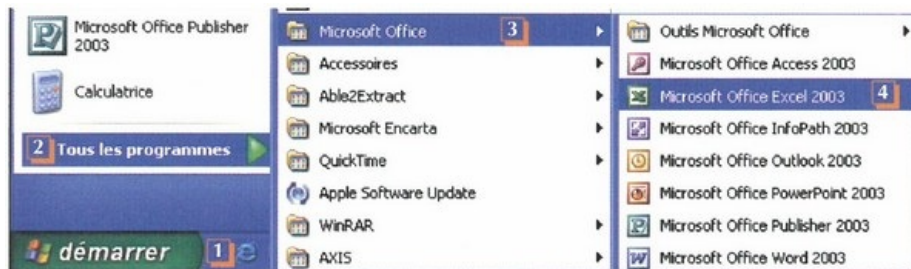 Microsoft Office Publisher
2003
Calculatrice
2 Tous les programmes
démarrer 1
Microsoft Office 3
Accessoires
Able2Extract
Microsoft Encarta
QuickTime
Apple Software Update
WinRAR
AXIS
Outils Microsoft Office
Microsoft Office Access 2003
Microsoft Office Excel 2003 4
Microsoft Office InfoPath 2003
Microsoft Office Outlook 2003
Microsoft Office PowerPoint 2003
Microsoft Office Publisher 2003
Microsoft Office Word 2003